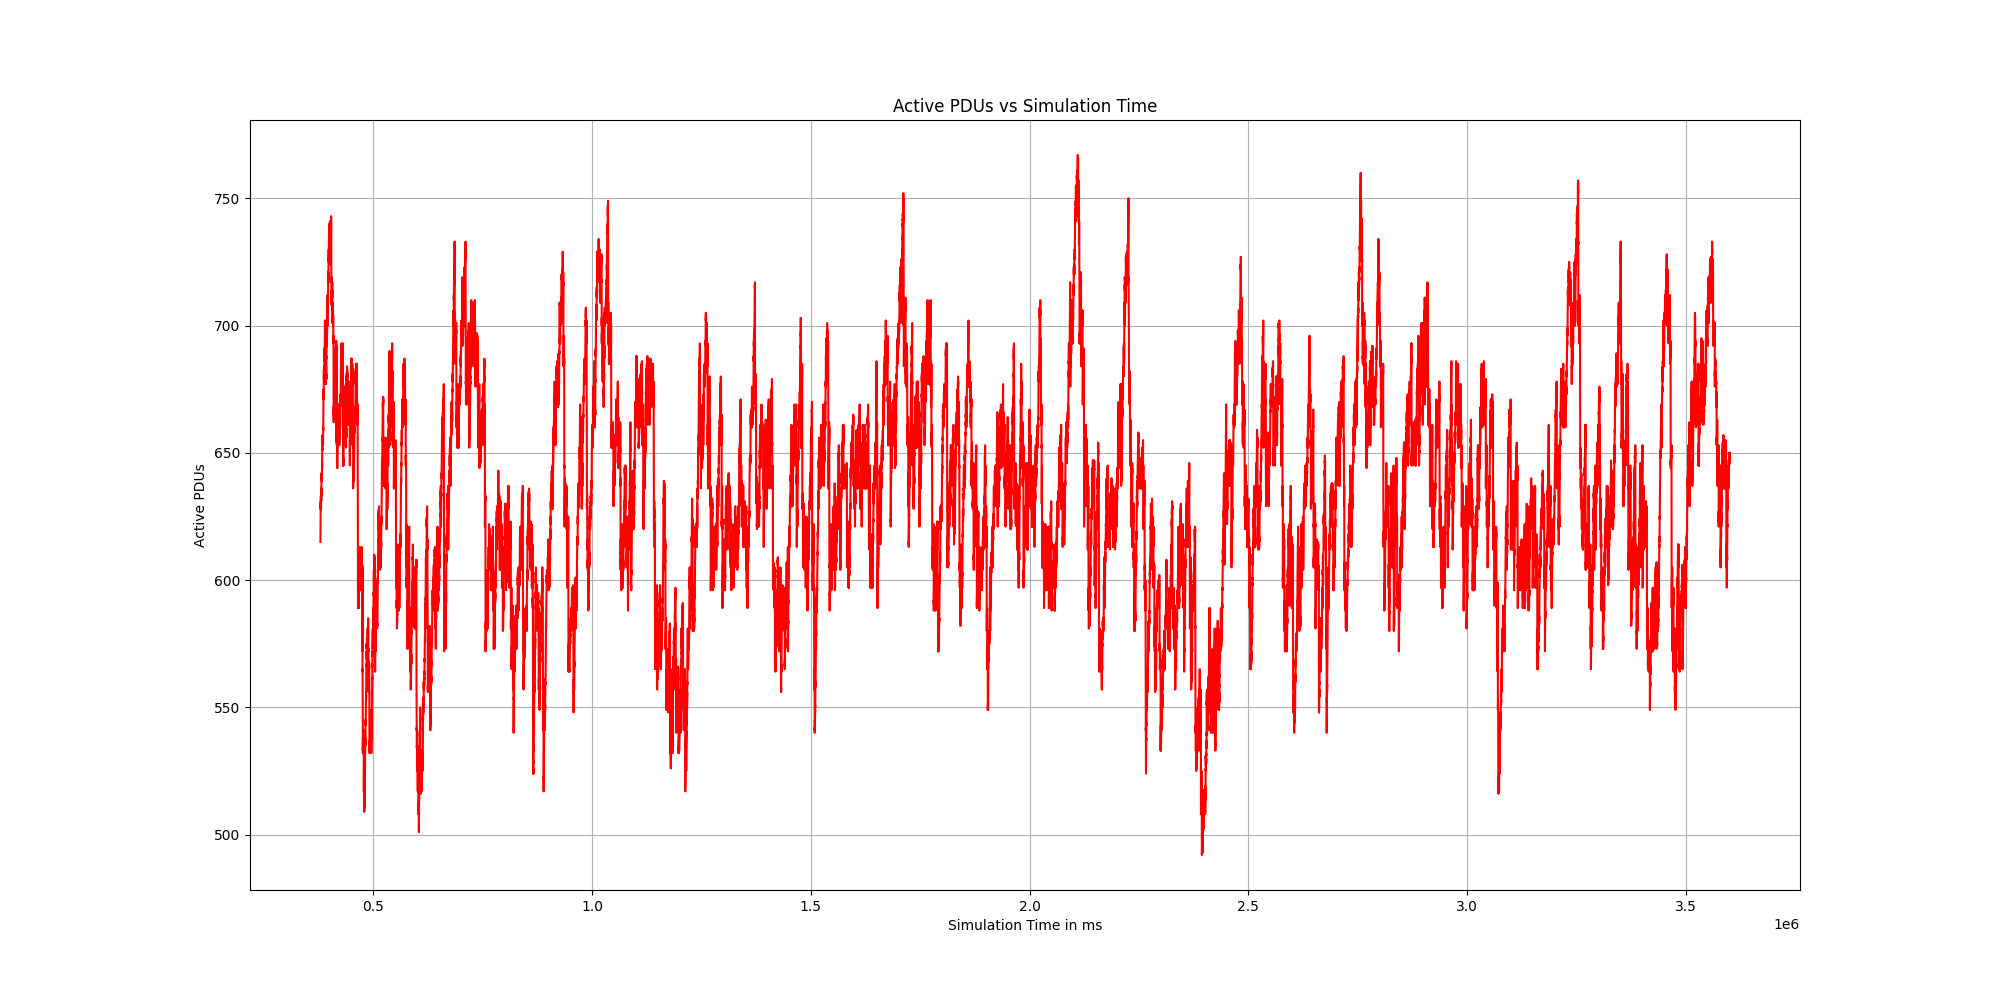 Active PDUs vs Simulation Time
Active PDUs
750
700
650
600
550
500
0.5 1.0 1.5 2.0 2.5 3.0 3.5
1e6
Simulation Time in ms